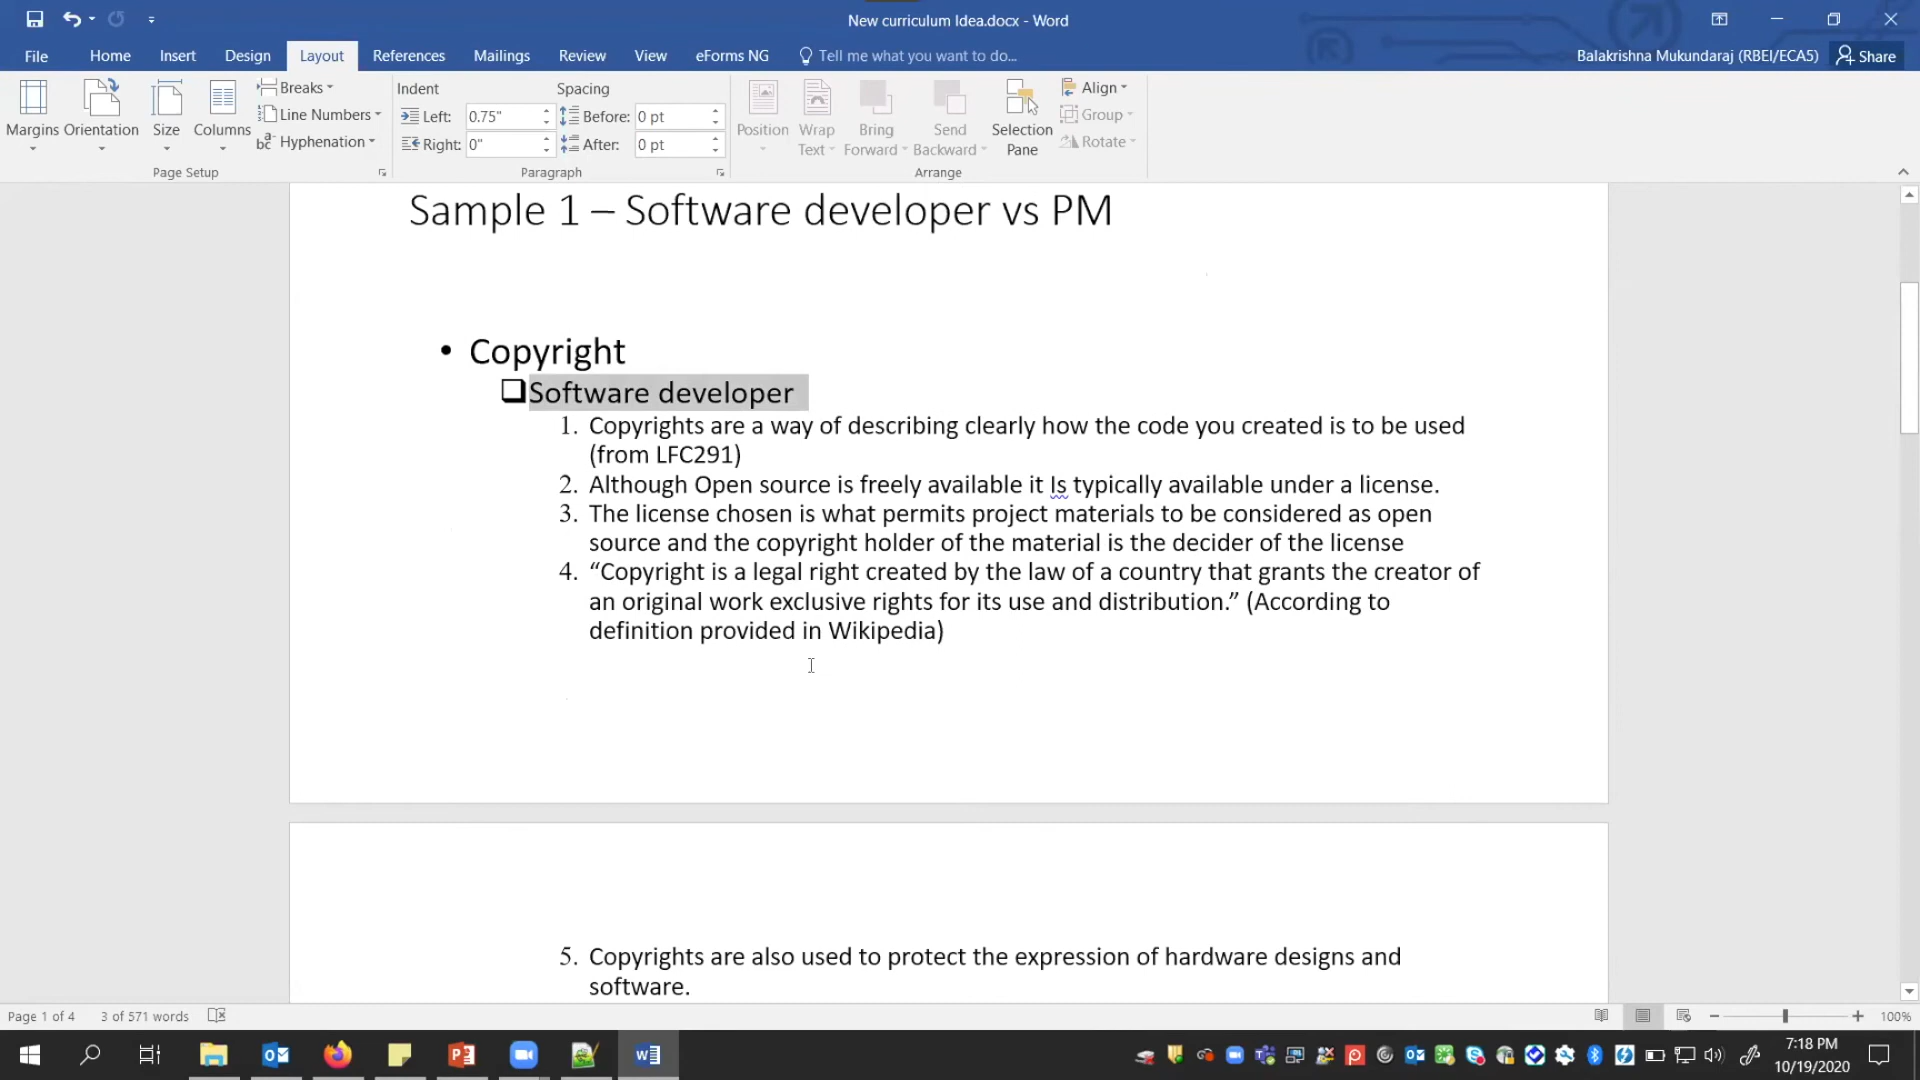 New curriculum Idea.docx - Word
File Home Insert Design Layout References Mailings Review View eForms NG Tell me what you want to do... Balakrishna Mukundaraj (RBEI/ECA5) Share
Margins Orientation Size Columns
Breaks
Line Numbers
Hyphenation
Page Setup
Indent Spacing
Left: 0.75" Before: 0 pt
Right: 0" After: 0 pt
Paragraph
Position Wrap Text Bring Forward Send Backward Selection Pane
Align
Group
Rotate
Arrange
Sample 1 – Software developer vs PM
• Copyright
❑Software developer
1. Copyrights are a way of describing clearly how the code you created is to be used
(from LFC291)
2. Although Open source is freely available it Is typically available under a license.
3. The license chosen is what permits project materials to be considered as open
source and the copyright holder of the material is the decider of the license
4. “Copyright is a legal right created by the law of a country that grants the creator of
an original work exclusive rights for its use and distribution.” (According to
definition provided in Wikipedia)
5. Copyrights are also used to protect the expression of hardware designs and
software.
Page 1 of 4 3 of 571 words 100%
7:18 PM
10/19/2020